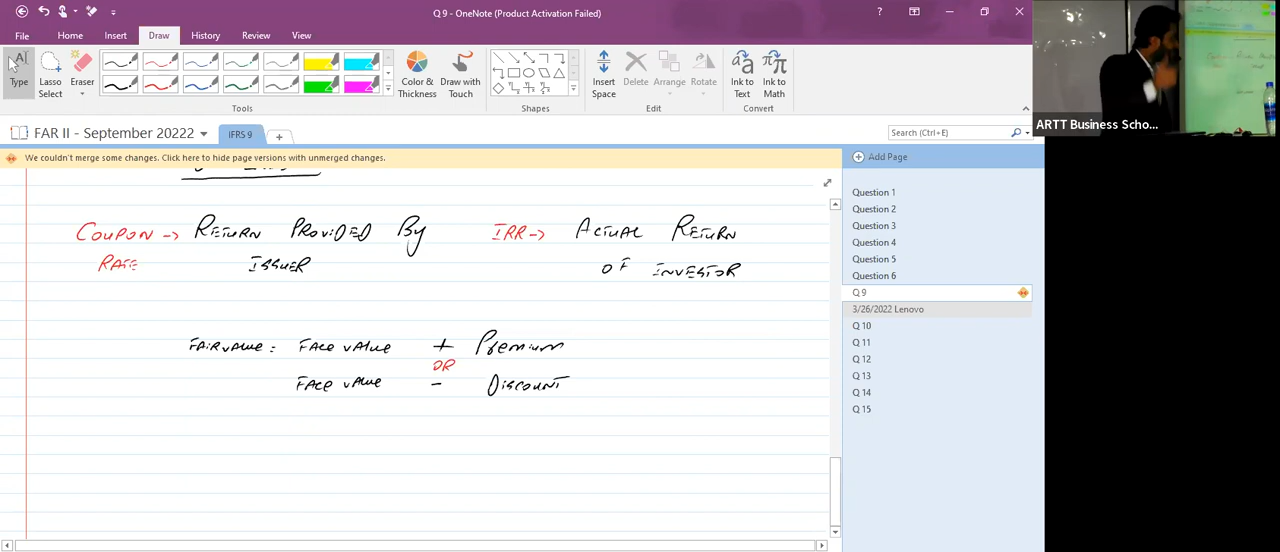 Q 9 - OneNote (Product Activation Failed)
?
File
Home
Insert
Draw
History
Review
View
Type
Lasso Select
Eraser
Color & Thickness
Draw with Touch
Insert Space
Delete
Arrange
Rotate
Ink to Text
Ink to Math
Tools
Shapes
Edit
Convert
ARTT Business Scho...
FAR II - September 20222
IFRS 9
Search (Ctrl+E)
We couldn't merge some changes. Click here to hide page versions with unmerged changes.
Add Page
Question 1
Question 2
Question 3
Question 4
Question 5
Question 6
Q 9
3/26/2022 Lenovo
Q 10
Q 11
Q 12
Q 13
Q 14
Q 15
COUPON -> RETURN PROVIDED By IRR-> ACTUAL RETURN
RATE ISSUER OF INVESTOR
FAIR VALUE = FACE VALUE + Premium
OR
FACE VALUE - DISCOUNT